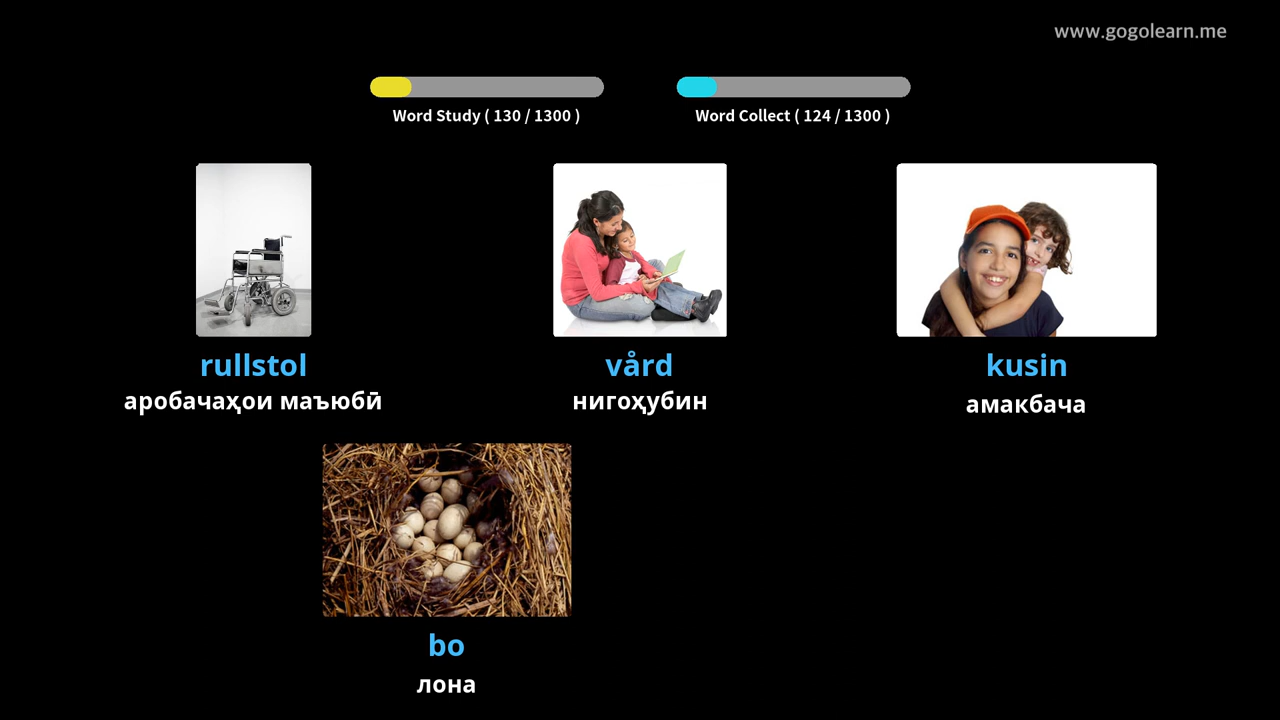 www.gogolearn.me
Word Study ( 130 / 1300 )
Word Collect ( 124 / 1300 )
rullstol
аробачаҳои маъюбӣ
vård
нигоҳубин
kusin
амакбача
bo
лона